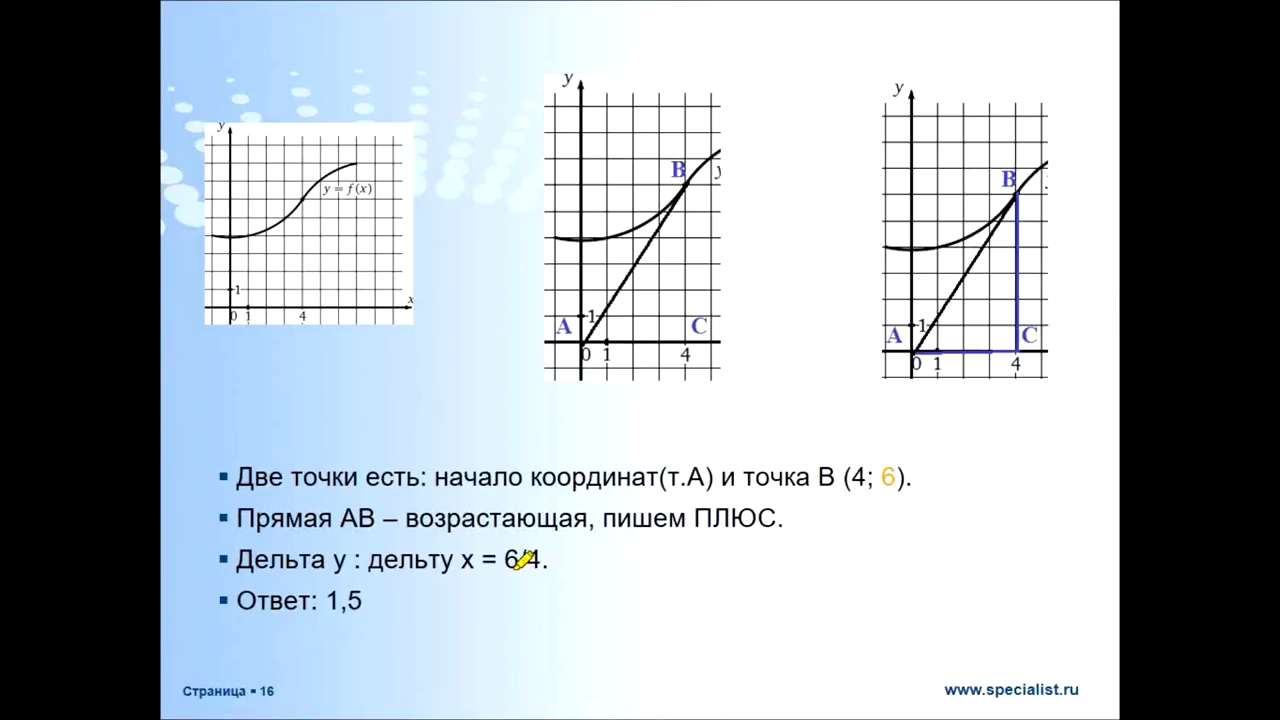 y
y = f(x)
1
0 1 4
x
y
B
y
A
1
C
0 1 4
y
B
A
1
C
0 1 4
Две точки есть: начало координат(т.А) и точка В (4; 6).
Прямая АВ – возрастающая, пишем ПЛЮС.
Дельта у : дельту х = 6/4.
Ответ: 1,5
Страница ▪ 16
www.specialist.ru